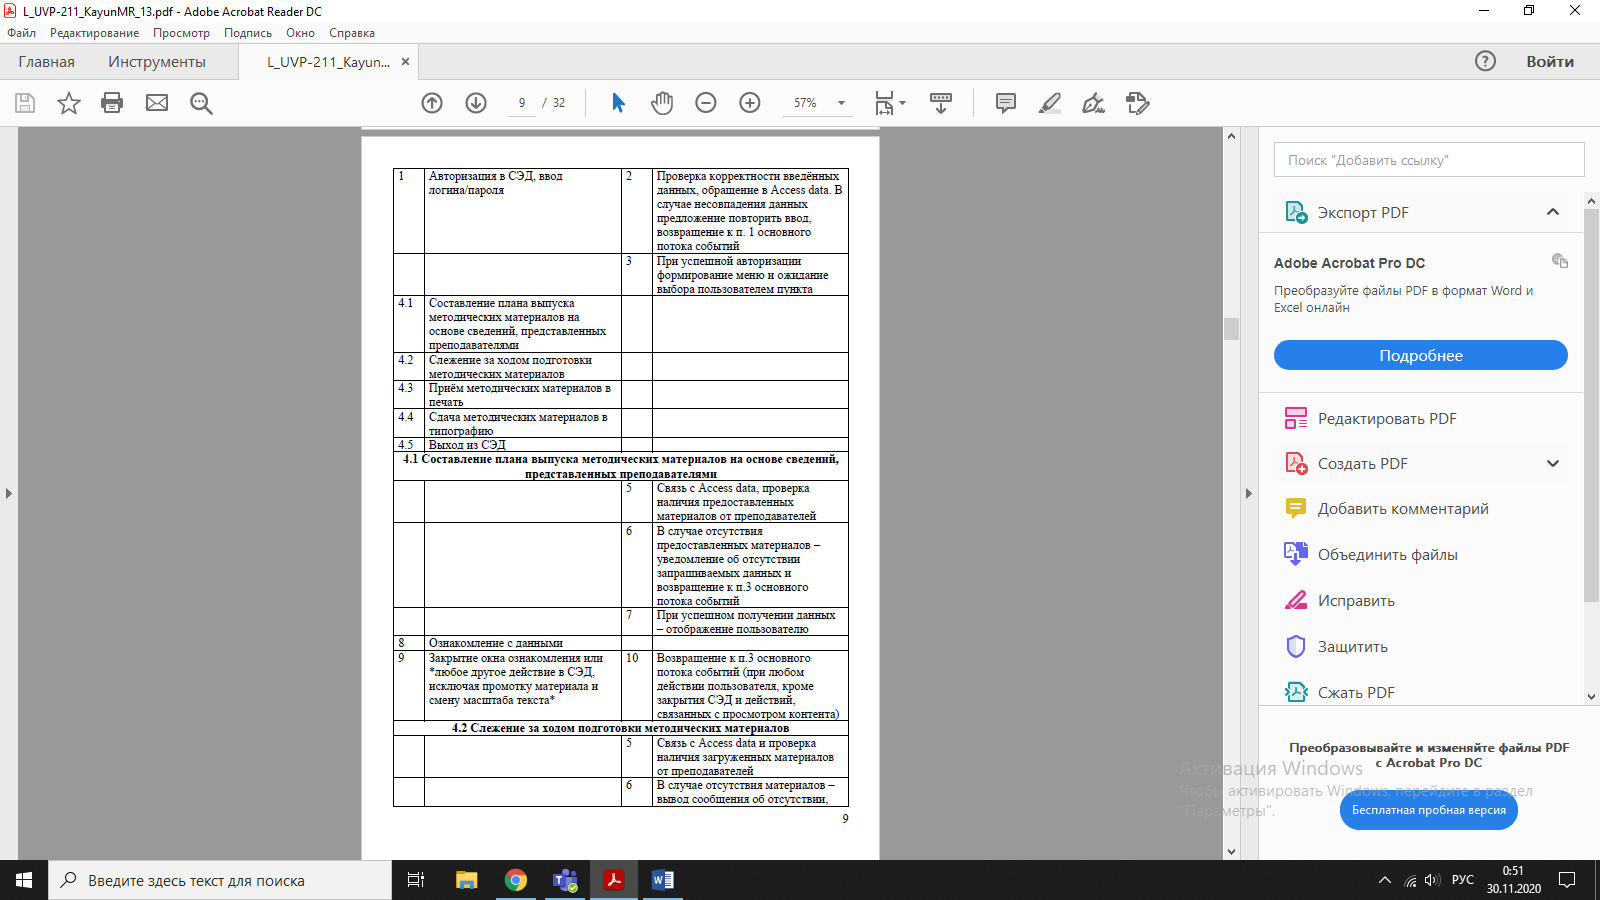 L_UVP-211_KayunMR_13.pdf - Adobe Acrobat Reader DC
Файл Редактирование Просмотр Подпись Окно Справка
Главная Инструменты L_UVP-211_Kayun... ×
Войти
9 / 32 57%
1 Авторизация в СЭД, ввод
логина/пароля
2 Проверка корректности введённых
данных, обращение в Access data. В
случае несовпадения данных
предложение повторить ввод,
возвращение к п. 1 основного
потока событий
3 При успешной авторизации
формирование меню и ожидание
выбора пользователем пункта
4.1 Составление плана выпуска
методических материалов на
основе сведений, представленных
преподавателями
4.2 Слежение за ходом подготовки
методических материалов
4.3 Приём методических материалов в
печать
4.4 Сдача методических материалов в
типографию
4.5 Выход из СЭД
4.1 Составление плана выпуска методических материалов на основе сведений,
представленных преподавателями
5 Связь с Access data, проверка
наличия предоставленных
материалов от преподавателей
6 В случае отсутствия
предоставленных материалов –
уведомление об отсутствии
запрашиваемых данных и
возвращение к п.3 основного
потока событий
7 При успешном получении данных
– отображение пользователю
8 Ознакомление с данными
9 Закрытие окна ознакомления или
*любое другое действие в СЭД,
исключая промотку материала и
смену масштаба текста*
10 Возвращение к п.3 основного
потока событий (при любом
действии пользователя, кроме
закрытия СЭД и действий,
связанных с просмотром контента)
4.2 Слежение за ходом подготовки методических материалов
5 Связь с Access data и проверка
наличия загруженных материалов
от преподавателей
6 В случае отсутствия материалов –
вывод сообщения об отсутствии,
9
Поиск "Добавить ссылку"
Экспорт PDF
Adobe Acrobat Pro DC
Преобразуйте файлы PDF в формат Word и
Excel онлайн
Подробнее
Редактировать PDF
Создать PDF
Добавить комментарий
Объединить файлы
Исправить
Защитить
Сжать PDF
Преобразовывайте и изменяйте файлы PDF
с Acrobat Pro DC
Активация Windows
Чтобы активировать Windows, перейдите в раздел
"Параметры".
Бесплатная пробная версия
Введите здесь текст для поиска
РУС
0:51
30.11.2020